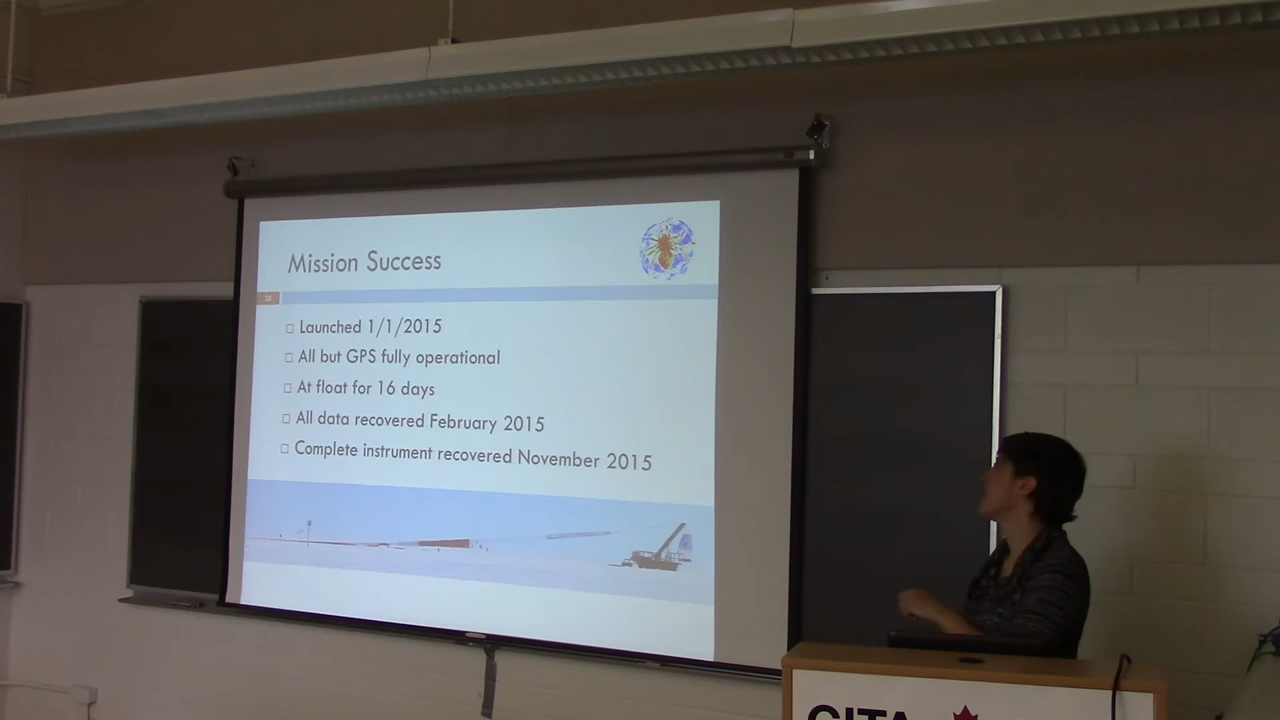 Mission Success
□ Launched 1/1/2015
□ All but GPS fully operational
□ At float for 16 days
□ All data recovered February 2015
□ Complete instrument recovered November 2015
CITA